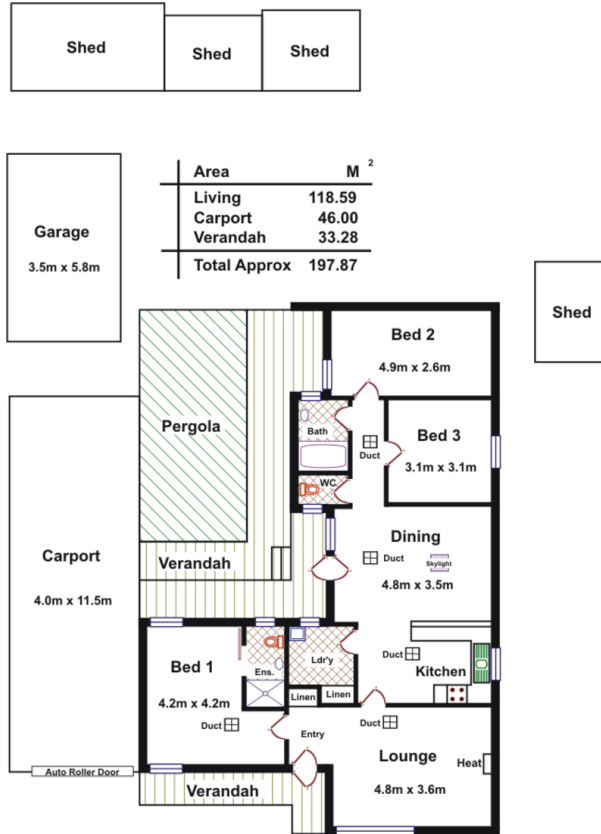 Shed
Shed
Shed
Area M 2
Living 118.59
Carport 46.00
Verandah 33.28
Total Approx 197.87
Garage
3.5m x 5.8m
Shed
Bed 2
4.9m x 2.6m
Pergola
Bath
Duct
Bed 3
3.1m x 3.1m
WC
Carport
4.0m x 11.5m
Verandah
Dining
Duct
Skylight
4.8m x 3.5m
Bed 1
4.2m x 4.2m
Duct
Ens.
Ldr'y
Duct
Kitchen
Linen
Linen
Entry
Duct
Lounge
4.8m x 3.6m
Heat
Auto Roller Door
Verandah